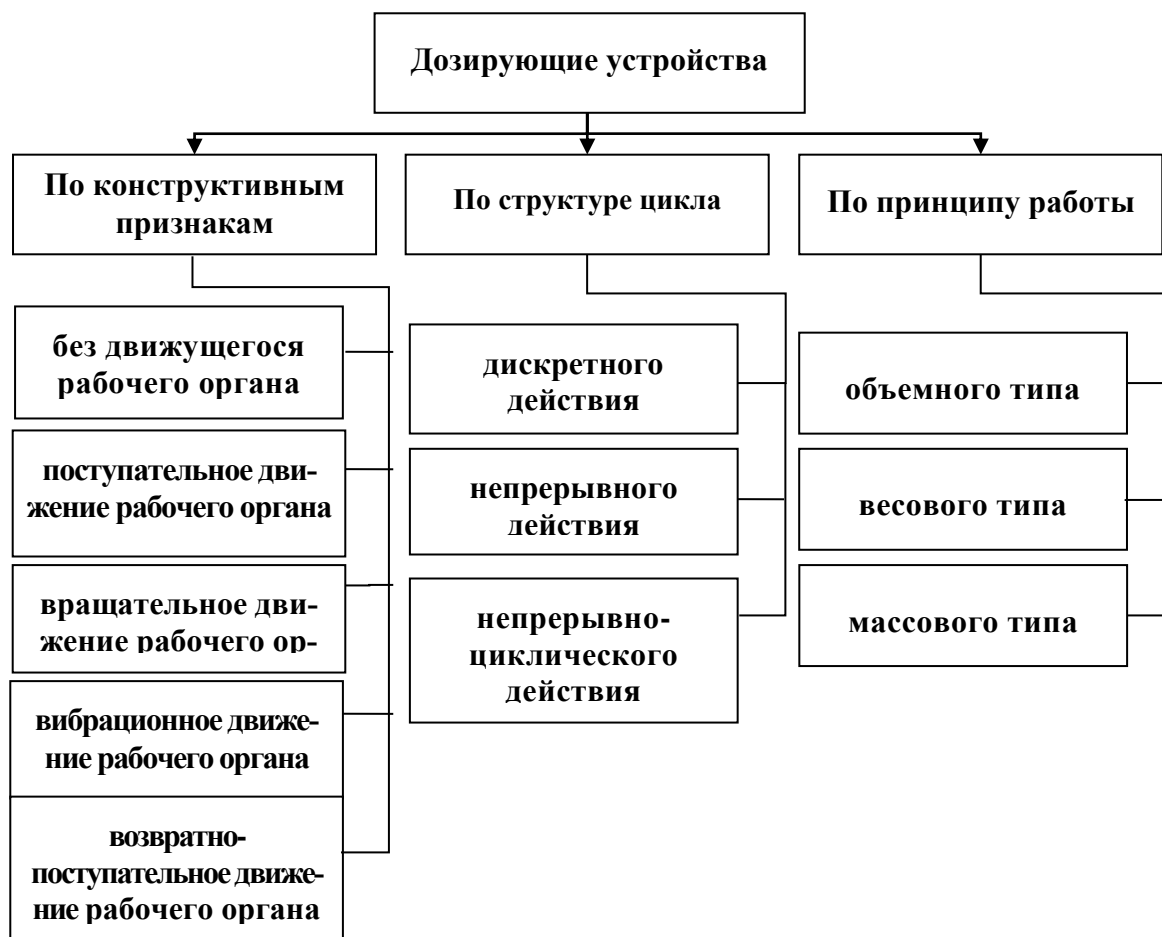 Дозирующие устройства
По конструктивным
признакам
По структуре цикла
По принципу работы
без движущегося
рабочего органа
поступательное дви-
жение рабочего органа
вращательное дви-
жение рабочего ор-
вибрационное движе-
ние рабочего органа
возвратно-
поступательное движе-
ние рабочего органа
дискретного
действия
непрерывного
действия
непрерывно-
циклического
действия
объемного типа
весового типа
массового типа